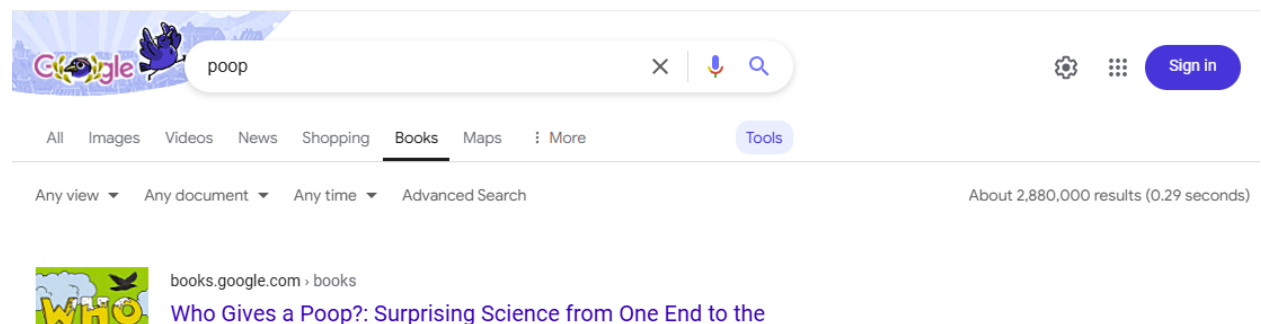 Google
poop
Sign in
All Images Videos News Shopping Books Maps More Tools
Any view Any document Any time Advanced Search About 2,880,000 results (0.29 seconds)
WHO
books.google.com › books
Who Gives a Poop?: Surprising Science from One End to the